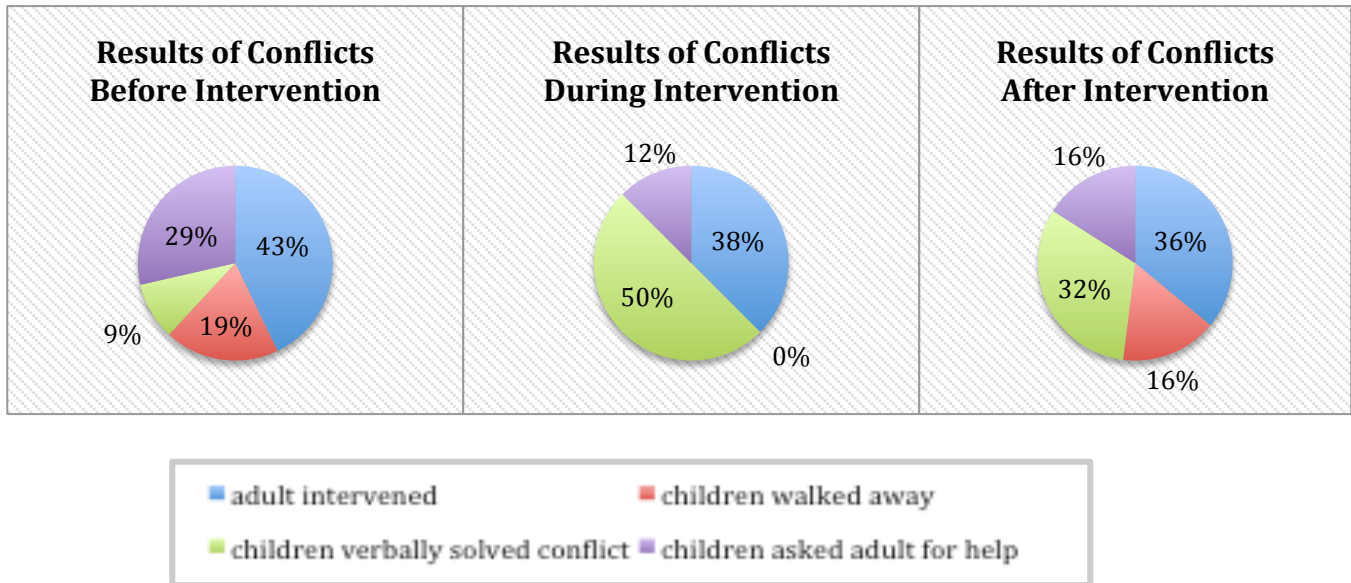 Results of Conflicts
Before Intervention
29%
43%
9%
19%
Results of Conflicts
During Intervention
12%
38%
50%
0%
Results of Conflicts
After Intervention
16%
36%
32%
16%
adult intervened
children walked away
children verbally solved conflict
children asked adult for help